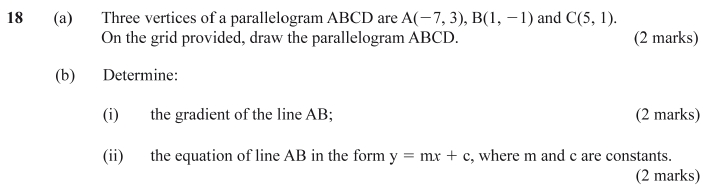 18 (a) Three vertices of a parallelogram ABCD are A(−7, 3), B(1, −1) and C(5, 1).
On the grid provided, draw the parallelogram ABCD. (2 marks)
(b) Determine:
(i) the gradient of the line AB; (2 marks)
(ii) the equation of line AB in the form y = mx + c, where m and c are constants.
(2 marks)